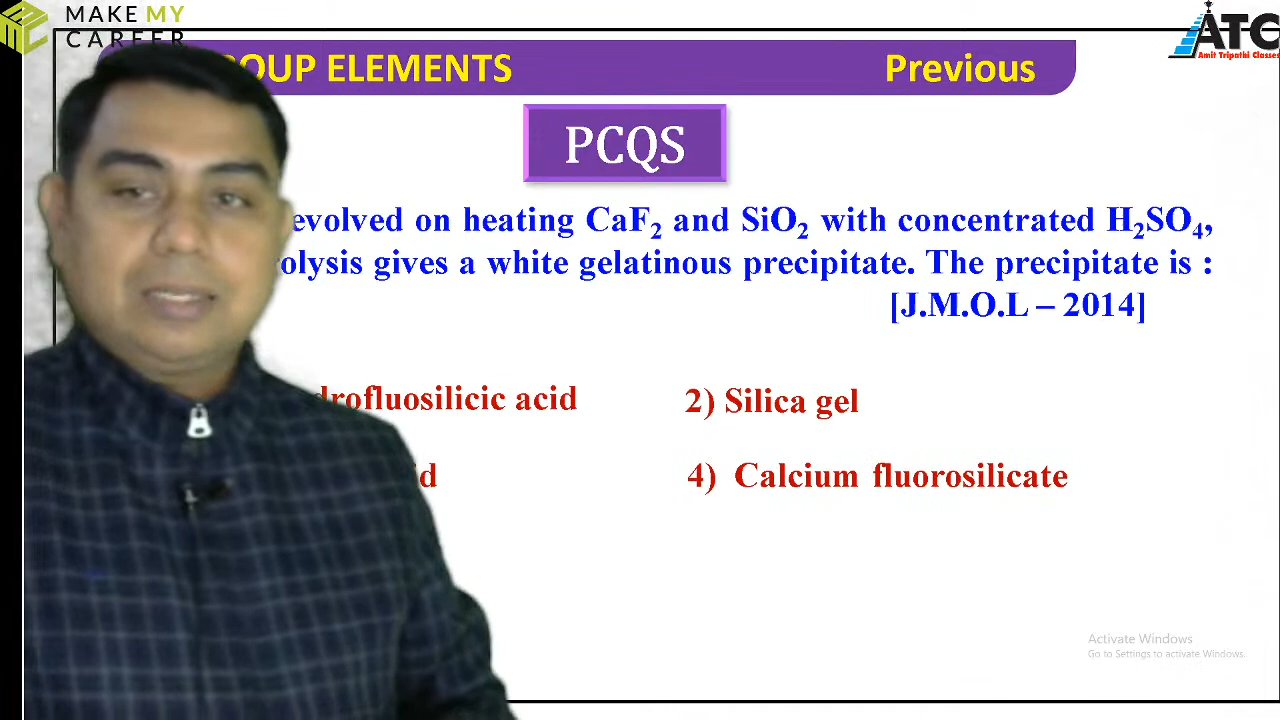 MAKE MY
CAREER
ATC
Amit Tripathi Classes
OUP ELEMENTS Previous
PCQS
evolved on heating CaF₂ and SiO₂ with concentrated H₂SO₄,
olysis gives a white gelatinous precipitate. The precipitate is :
[J.M.O.L – 2014]
drofluosilicic acid 2) Silica gel
id 4) Calcium fluorosilicate
Activate Windows
Go to Settings to activate Windows.